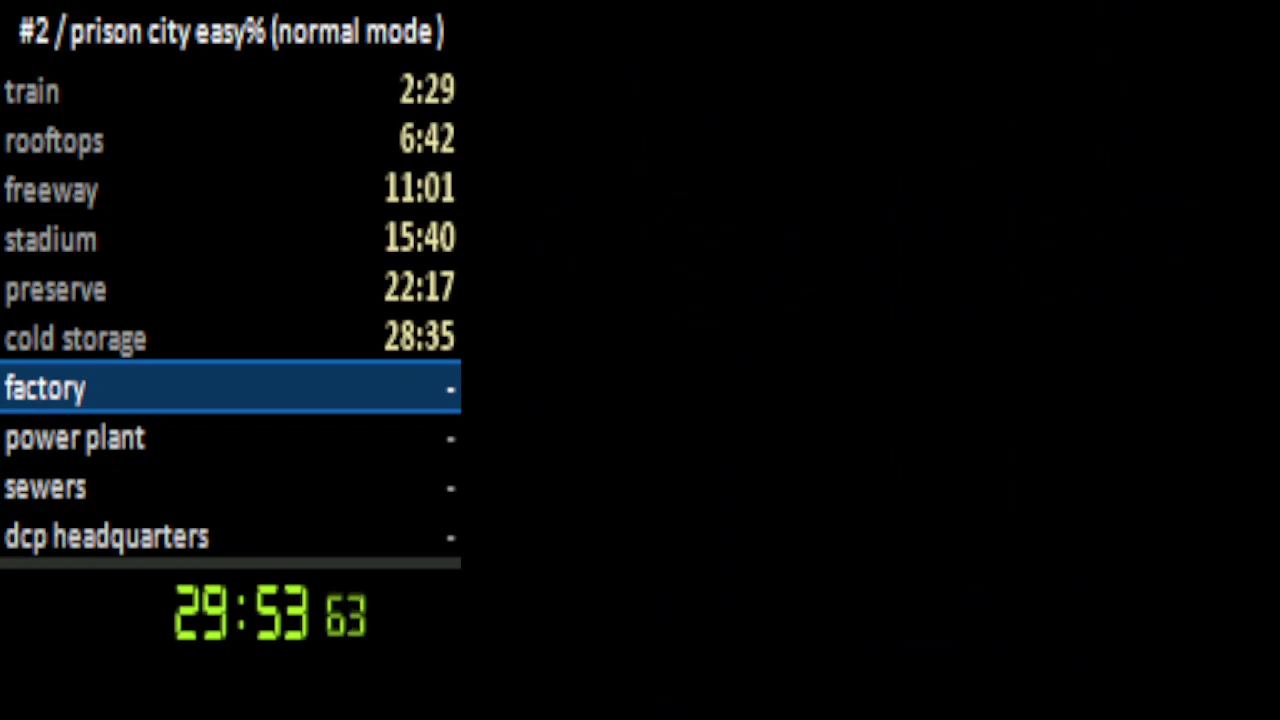 #2 / prison city easy% (normal mode)
train 2:29
rooftops 6:42
freeway 11:01
stadium 15:40
preserve 22:17
cold storage 28:35
factory -
power plant -
sewers -
dcp headquarters -
29:53 63